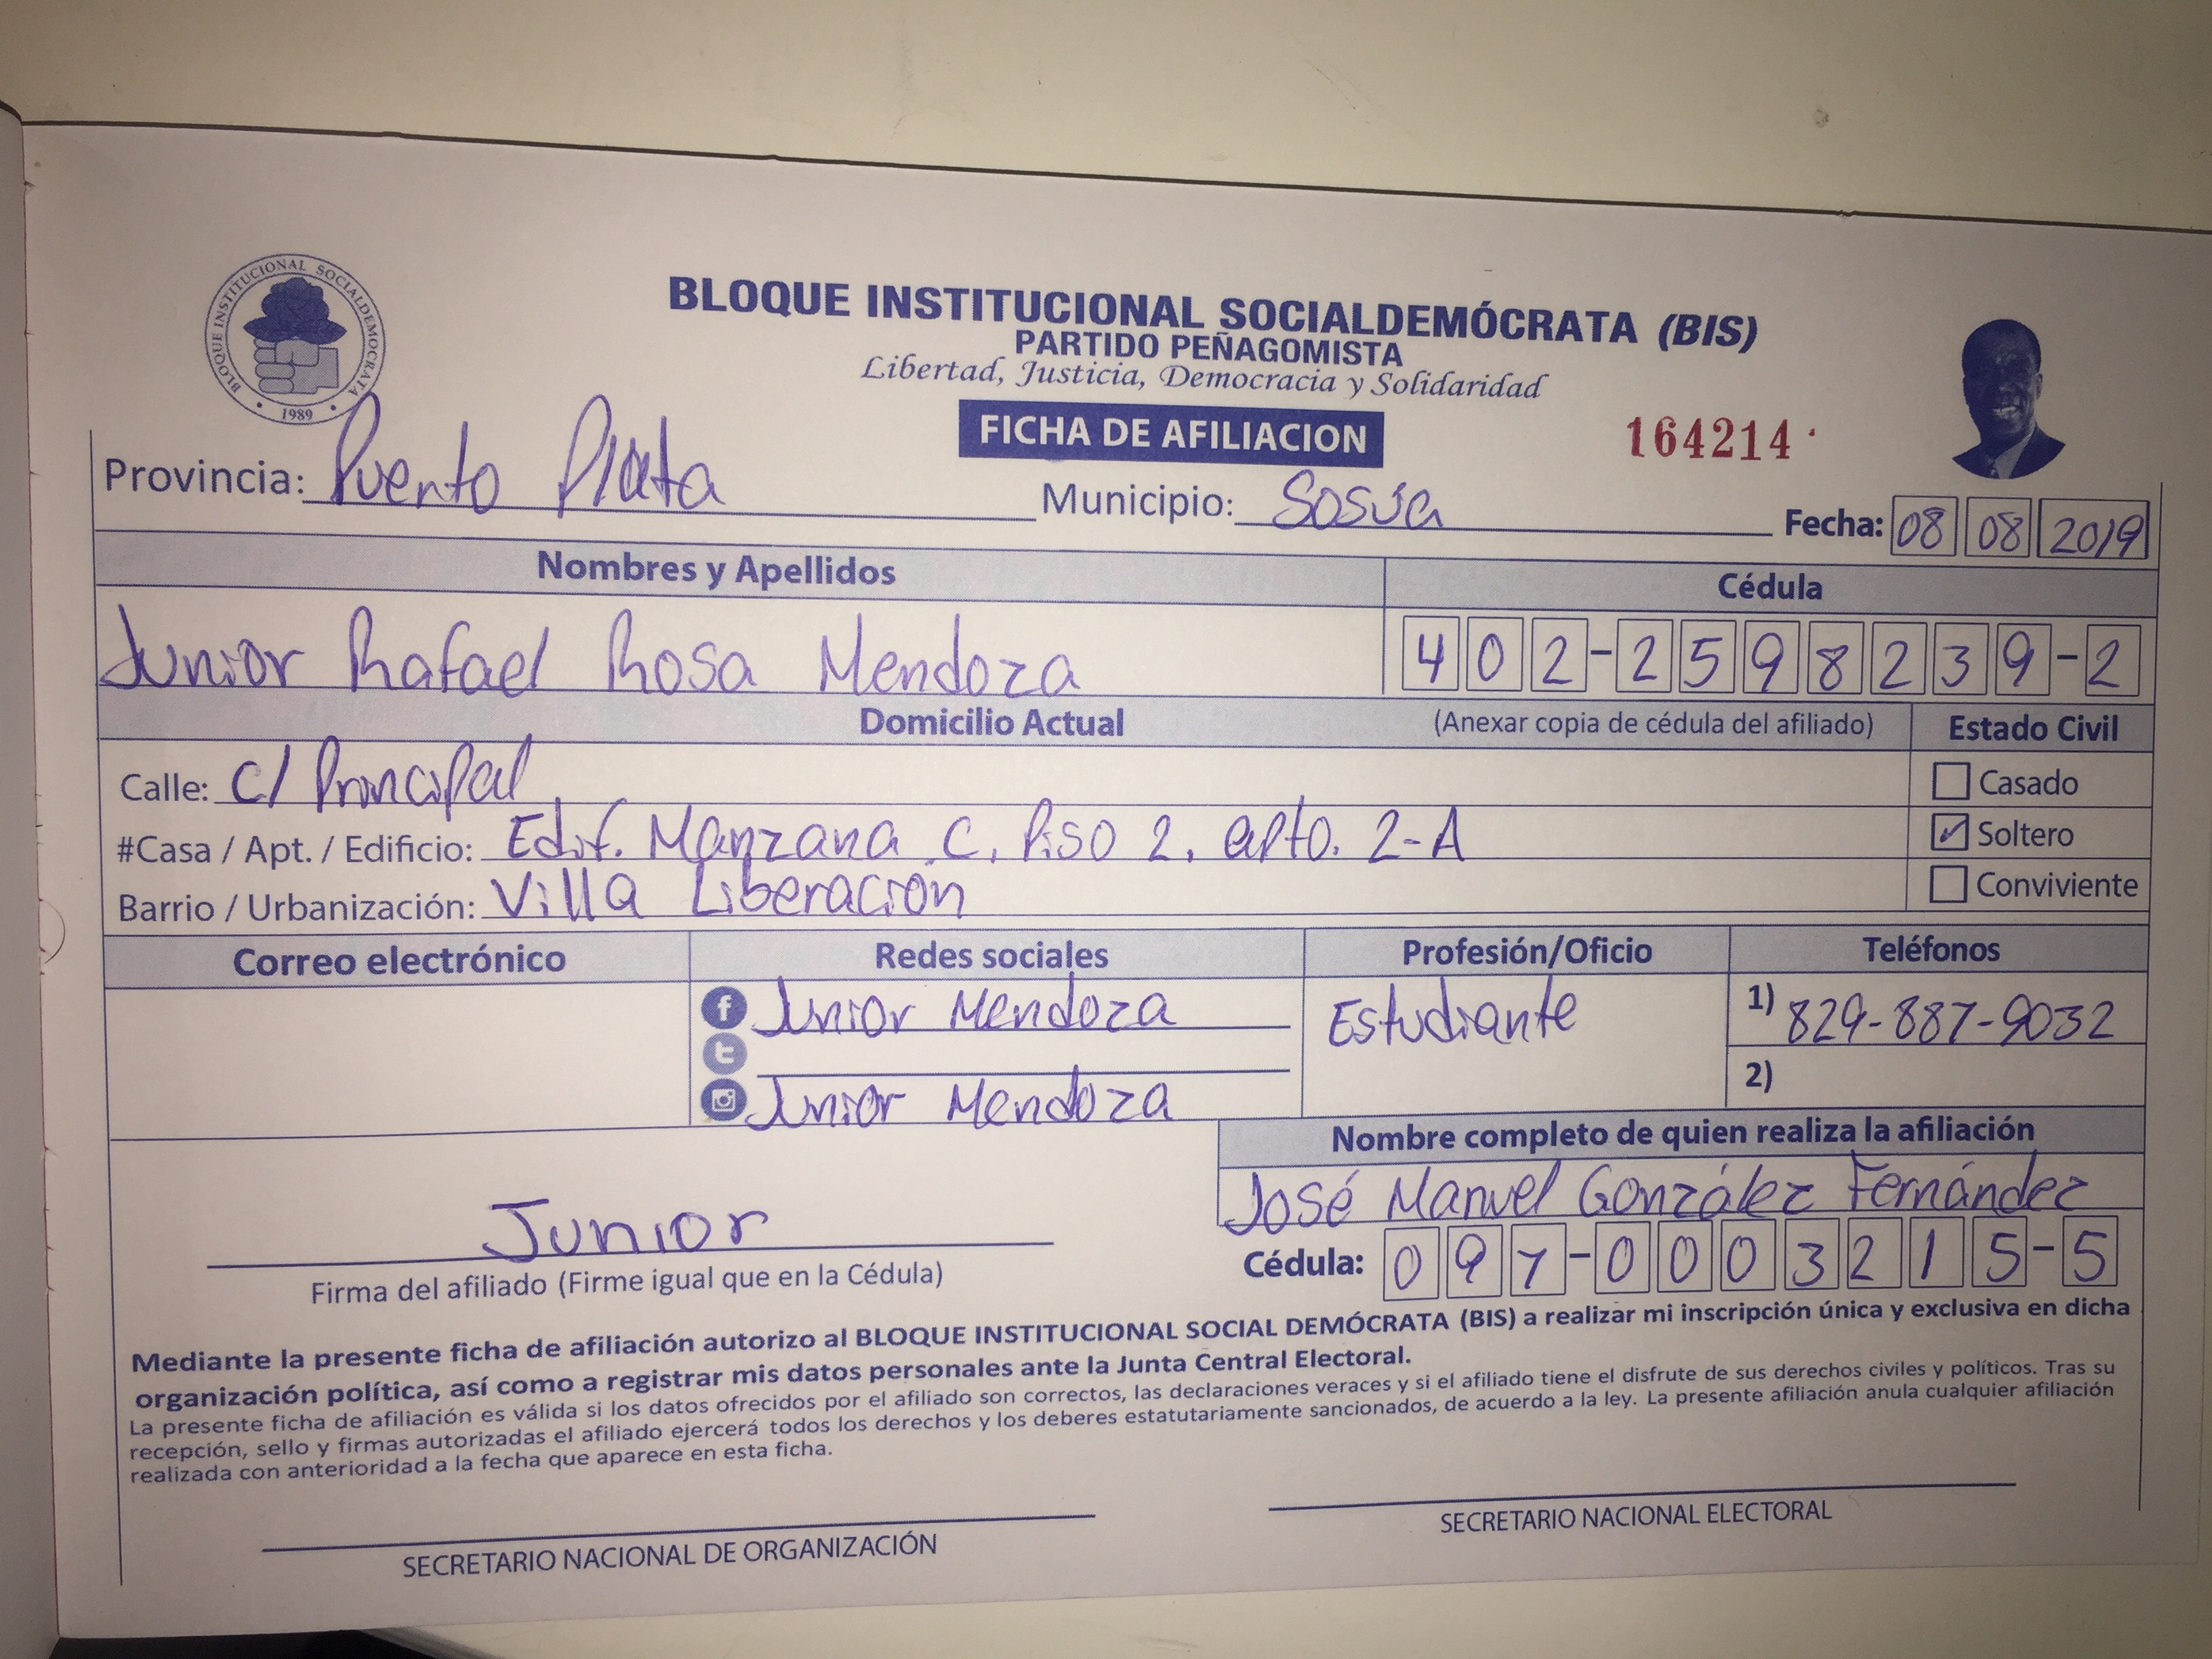 BLOQUE INSTITUCIONAL SOCIALDEMOCRATA
1989
BLOQUE INSTITUCIONAL SOCIALDEMÓCRATA (BIS)
PARTIDO PEÑAGOMISTA
Libertad, Justicia, Democracia y Solidaridad
FICHA DE AFILIACION
164214
Provincia: Puerto Plata Municipio: Sosúa Fecha: 08 08 2019
Nombres y Apellidos Cédula
Junior Rafael Rosa Mendoza 402-2598239-2
Domicilio Actual (Anexar copia de cédula del afiliado) Estado Civil
Calle: C/ Principal Casado
#Casa / Apt. / Edificio: Edif. Manzana C, Piso 2, apto. 2-A ✓ Soltero
Barrio / Urbanización: Villa Liberación Conviviente
Correo electrónico Redes sociales Profesión/Oficio Teléfonos
f Junior Mendoza Estudiante 1) 829-887-9032
t 2)
Junior Mendoza
Nombre completo de quien realiza la afiliación
José Manuel González Fernández
Junior
Firma del afiliado (Firme igual que en la Cédula) Cédula: 097-0003215-5
Mediante la presente ficha de afiliación autorizo al BLOQUE INSTITUCIONAL SOCIAL DEMÓCRATA (BIS) a realizar mi inscripción única y exclusiva en dicha
organización política, así como a registrar mis datos personales ante la Junta Central Electoral.
La presente ficha de afiliación es válida si los datos ofrecidos por el afiliado son correctos, las declaraciones veraces y si el afiliado tiene el disfrute de sus derechos civiles y políticos. Tras su
recepción, sello y firmas autorizadas el afiliado ejercerá todos los derechos y los deberes estatutariamente sancionados, de acuerdo a la ley. La presente afiliación anula cualquier afiliación
realizada con anterioridad a la fecha que aparece en esta ficha.
SECRETARIO NACIONAL DE ORGANIZACIÓN SECRETARIO NACIONAL ELECTORAL